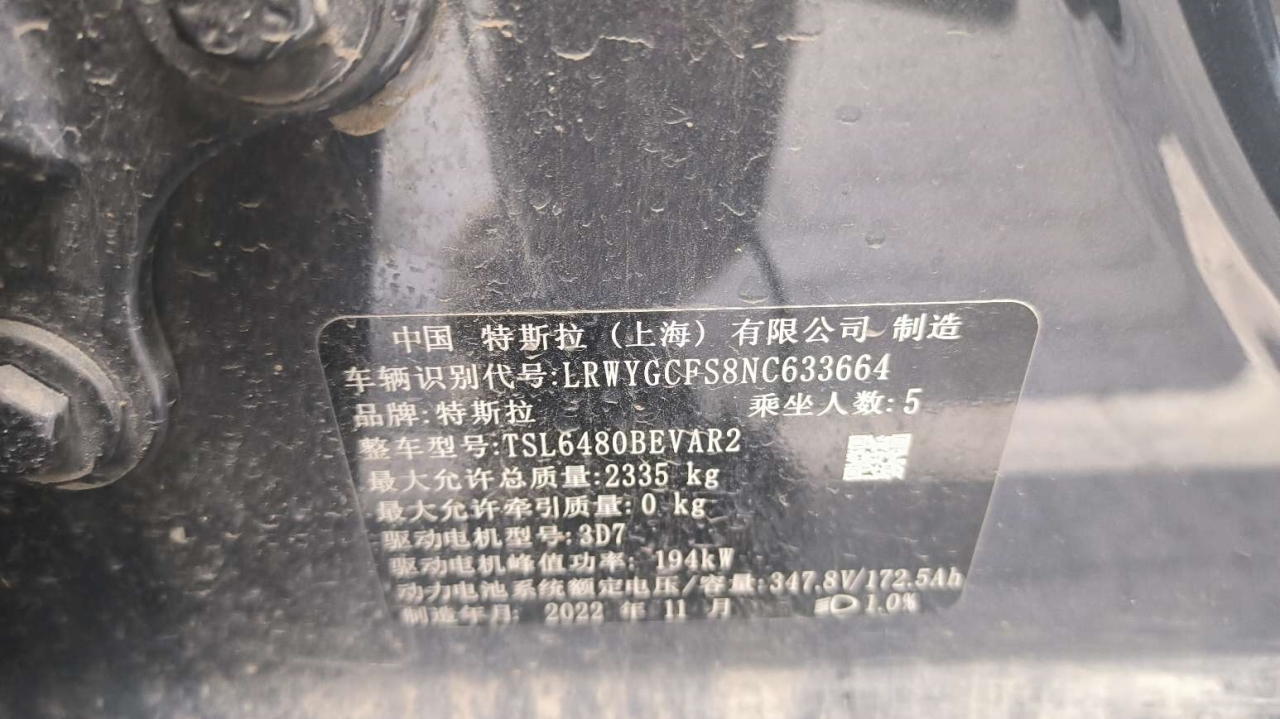 中国 特斯拉（上海）有限公司 制造
车辆识别代号:LRWYGCFS8NC633664
品牌:特斯拉 乘坐人数:5
整车型号:TSL6480BEVAR2
最大允许总质量:2335 kg
最大允许牵引质量:0 kg
驱动电机型号:3D7
驱动电机峰值功率: 194kW
动力电池系统额定电压/容量:347.8V/172.5Ah
制造年月: 2022 年 11 月 1.0%